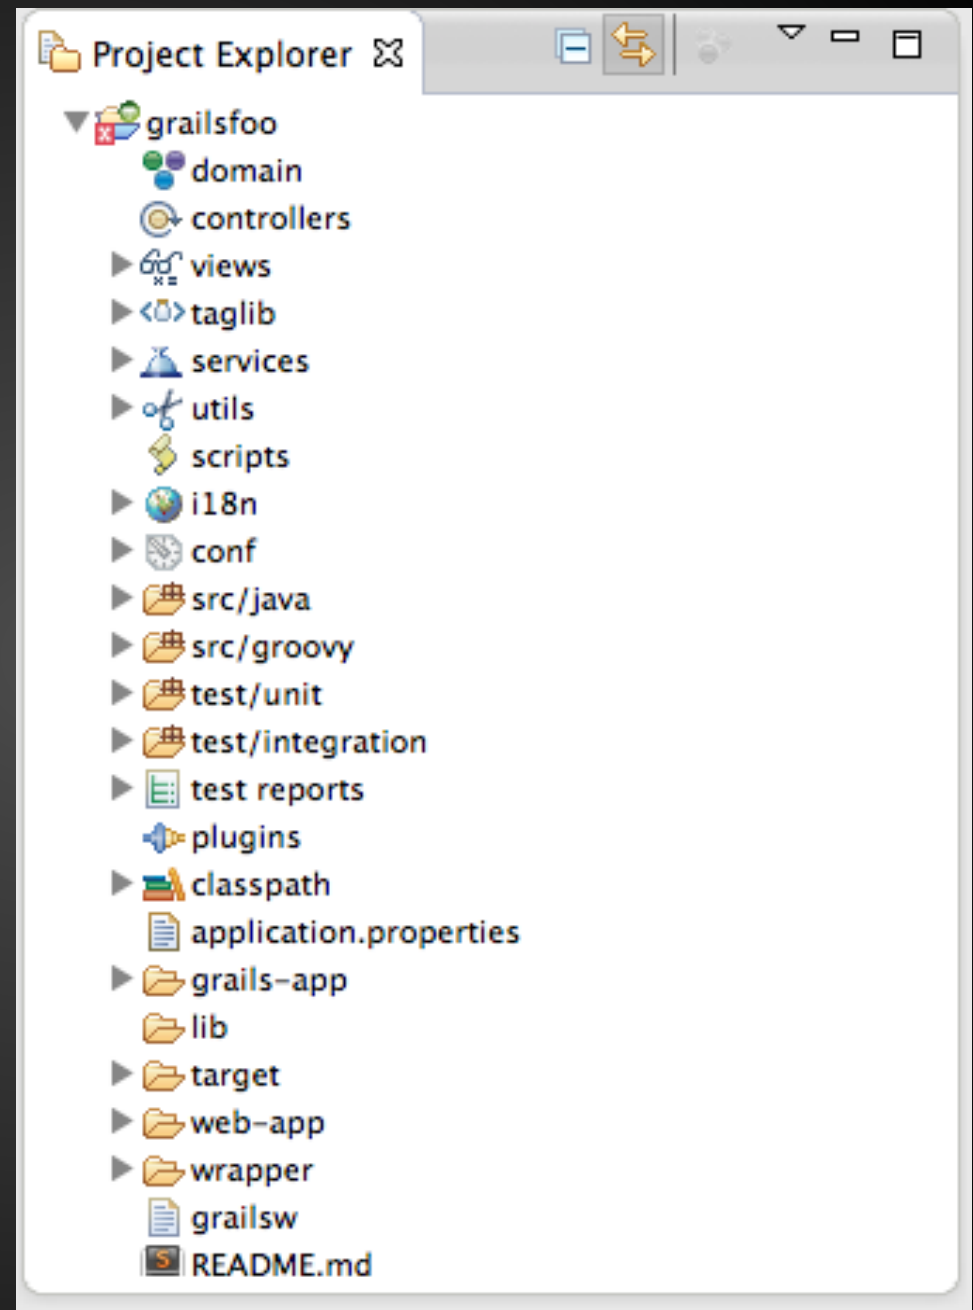 Project Explorer
grailsfoo
domain
controllers
views
taglib
services
utils
scripts
i18n
conf
src/java
src/groovy
test/unit
test/integration
test reports
plugins
classpath
application.properties
grails-app
lib
target
web-app
wrapper
grailsw
README.md